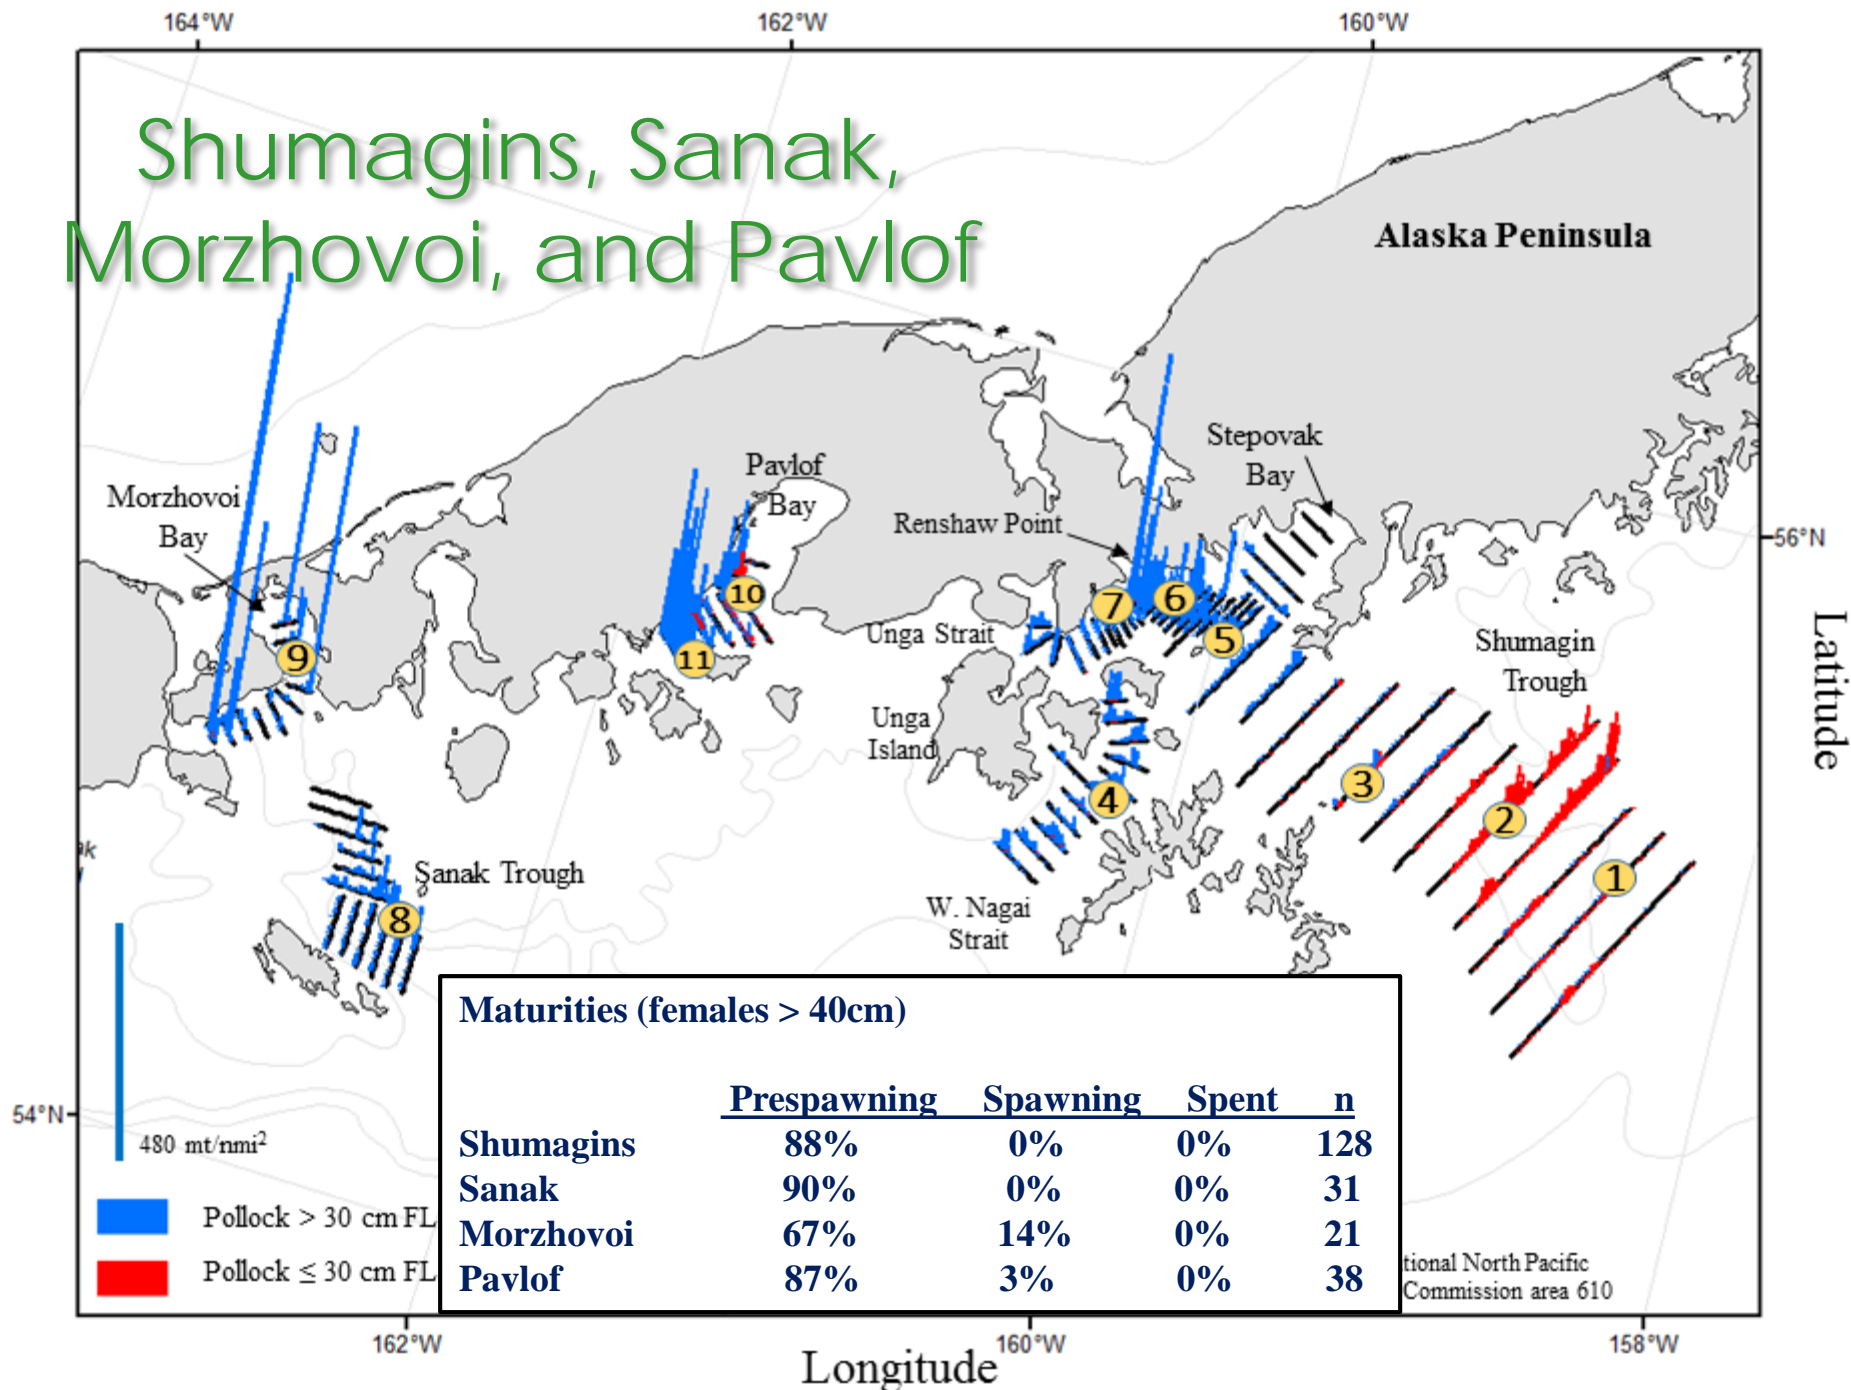 164°W 162°W 160°W
Shumagins, Sanak,
Morzhovoi, and Pavlof
Alaska Peninsula
Stepovak
Bay
Pavlof
Bay
Morzhovoi
Bay
Renshaw Point
56°N
10
7 6
5
Unga Strait
9
11
Shumagin
Trough
Latitude
Unga
Island
3
4
2
Sanak Trough
1
8
W. Nagai
Strait
54°N
480 mt/nmi²
Pollock > 30 cm FL
Pollock ≤ 30 cm FL
Maturities (females > 40cm)
Prespawning Spawning Spent n
Shumagins 88% 0% 0% 128
Sanak 90% 0% 0% 31
Morzhovoi 67% 14% 0% 21
Pavlof 87% 3% 0% 38
tional North Pacific
Commission area 610
162°W 160°W 158°W
Longitude